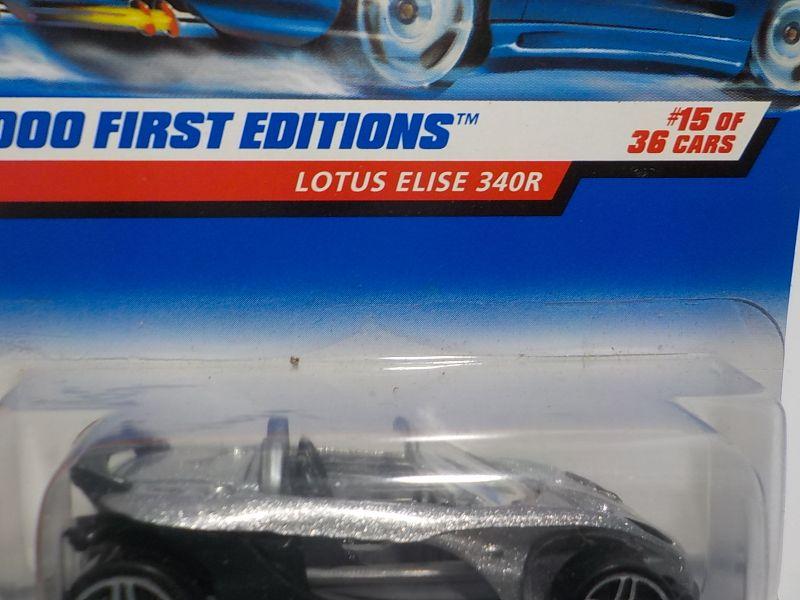 000 FIRST EDITIONS™
#15 OF
36 CARS
LOTUS ELISE 340R